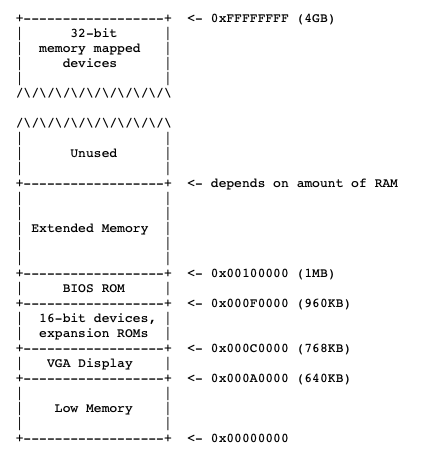 +------------------+  <- 0xFFFFFFFF (4GB)
|      32-bit      |
|  memory mapped   |
|     devices      |
|                  |
/\/\/\/\/\/\/\/\/\/\
/\/\/\/\/\/\/\/\/\/\
|                  |
|      Unused      |
|                  |
+------------------+  <- depends on amount of RAM
|                  |
|                  |
| Extended Memory  |
|                  |
|                  |
+------------------+  <- 0x00100000 (1MB)
|     BIOS ROM     |
+------------------+  <- 0x000F0000 (960KB)
|  16-bit devices, |
|  expansion ROMs  |
+------------------+  <- 0x000C0000 (768KB)
|   VGA Display    |
+------------------+  <- 0x000A0000 (640KB)
|                  |
|    Low Memory    |
|                  |
+------------------+  <- 0x00000000